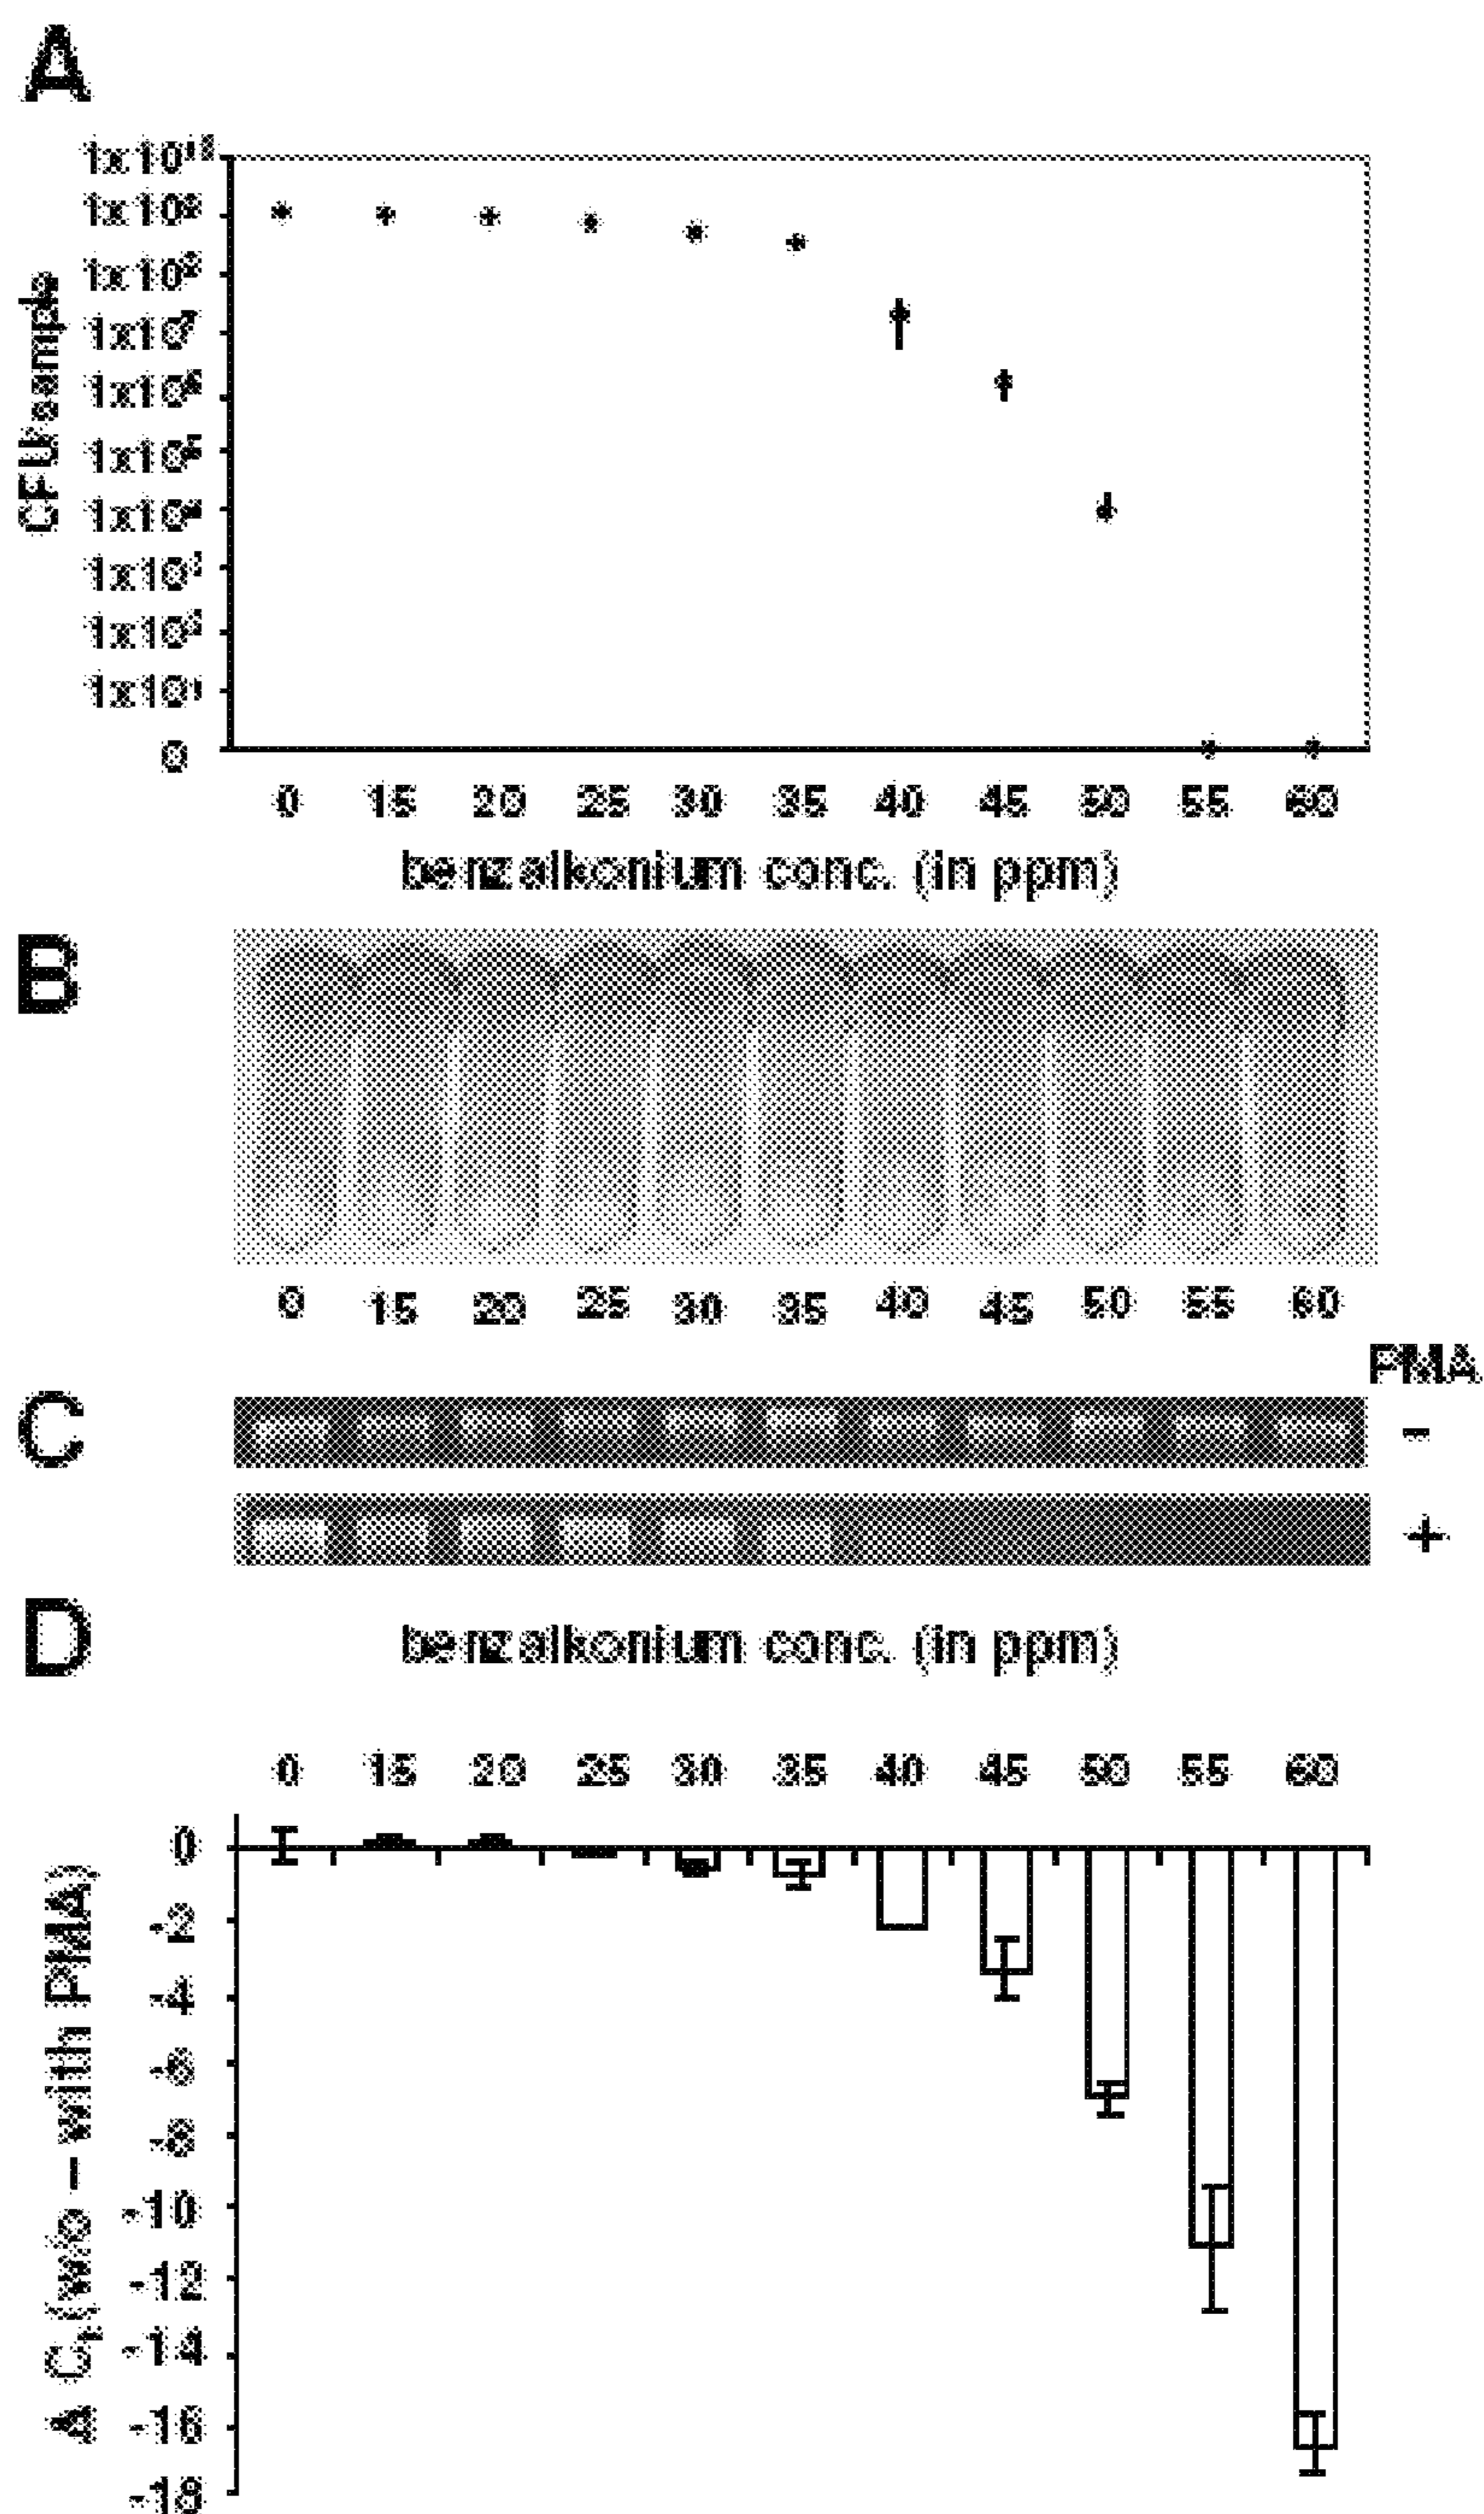 A
1x10¹⁰
1x10⁹
1x10⁸
1x10⁷
1x10⁶
1x10⁵
1x10⁴
1x10³
1x10²
1x10¹
0
CFU/sample
0 15 20 25 30 35 40 45 50 55 60
benzalkonium conc. (in ppm)
B
0 15 20 25 30 35 40 45 50 55 60
PMA
C
-
+
D
benzalkonium conc. (in ppm)
0 15 20 25 30 35 40 45 50 55 60
0
-2
-4
-6
-8
-10
-12
-14
-16
-18
Δ Cₜ (w/o – with PMA)